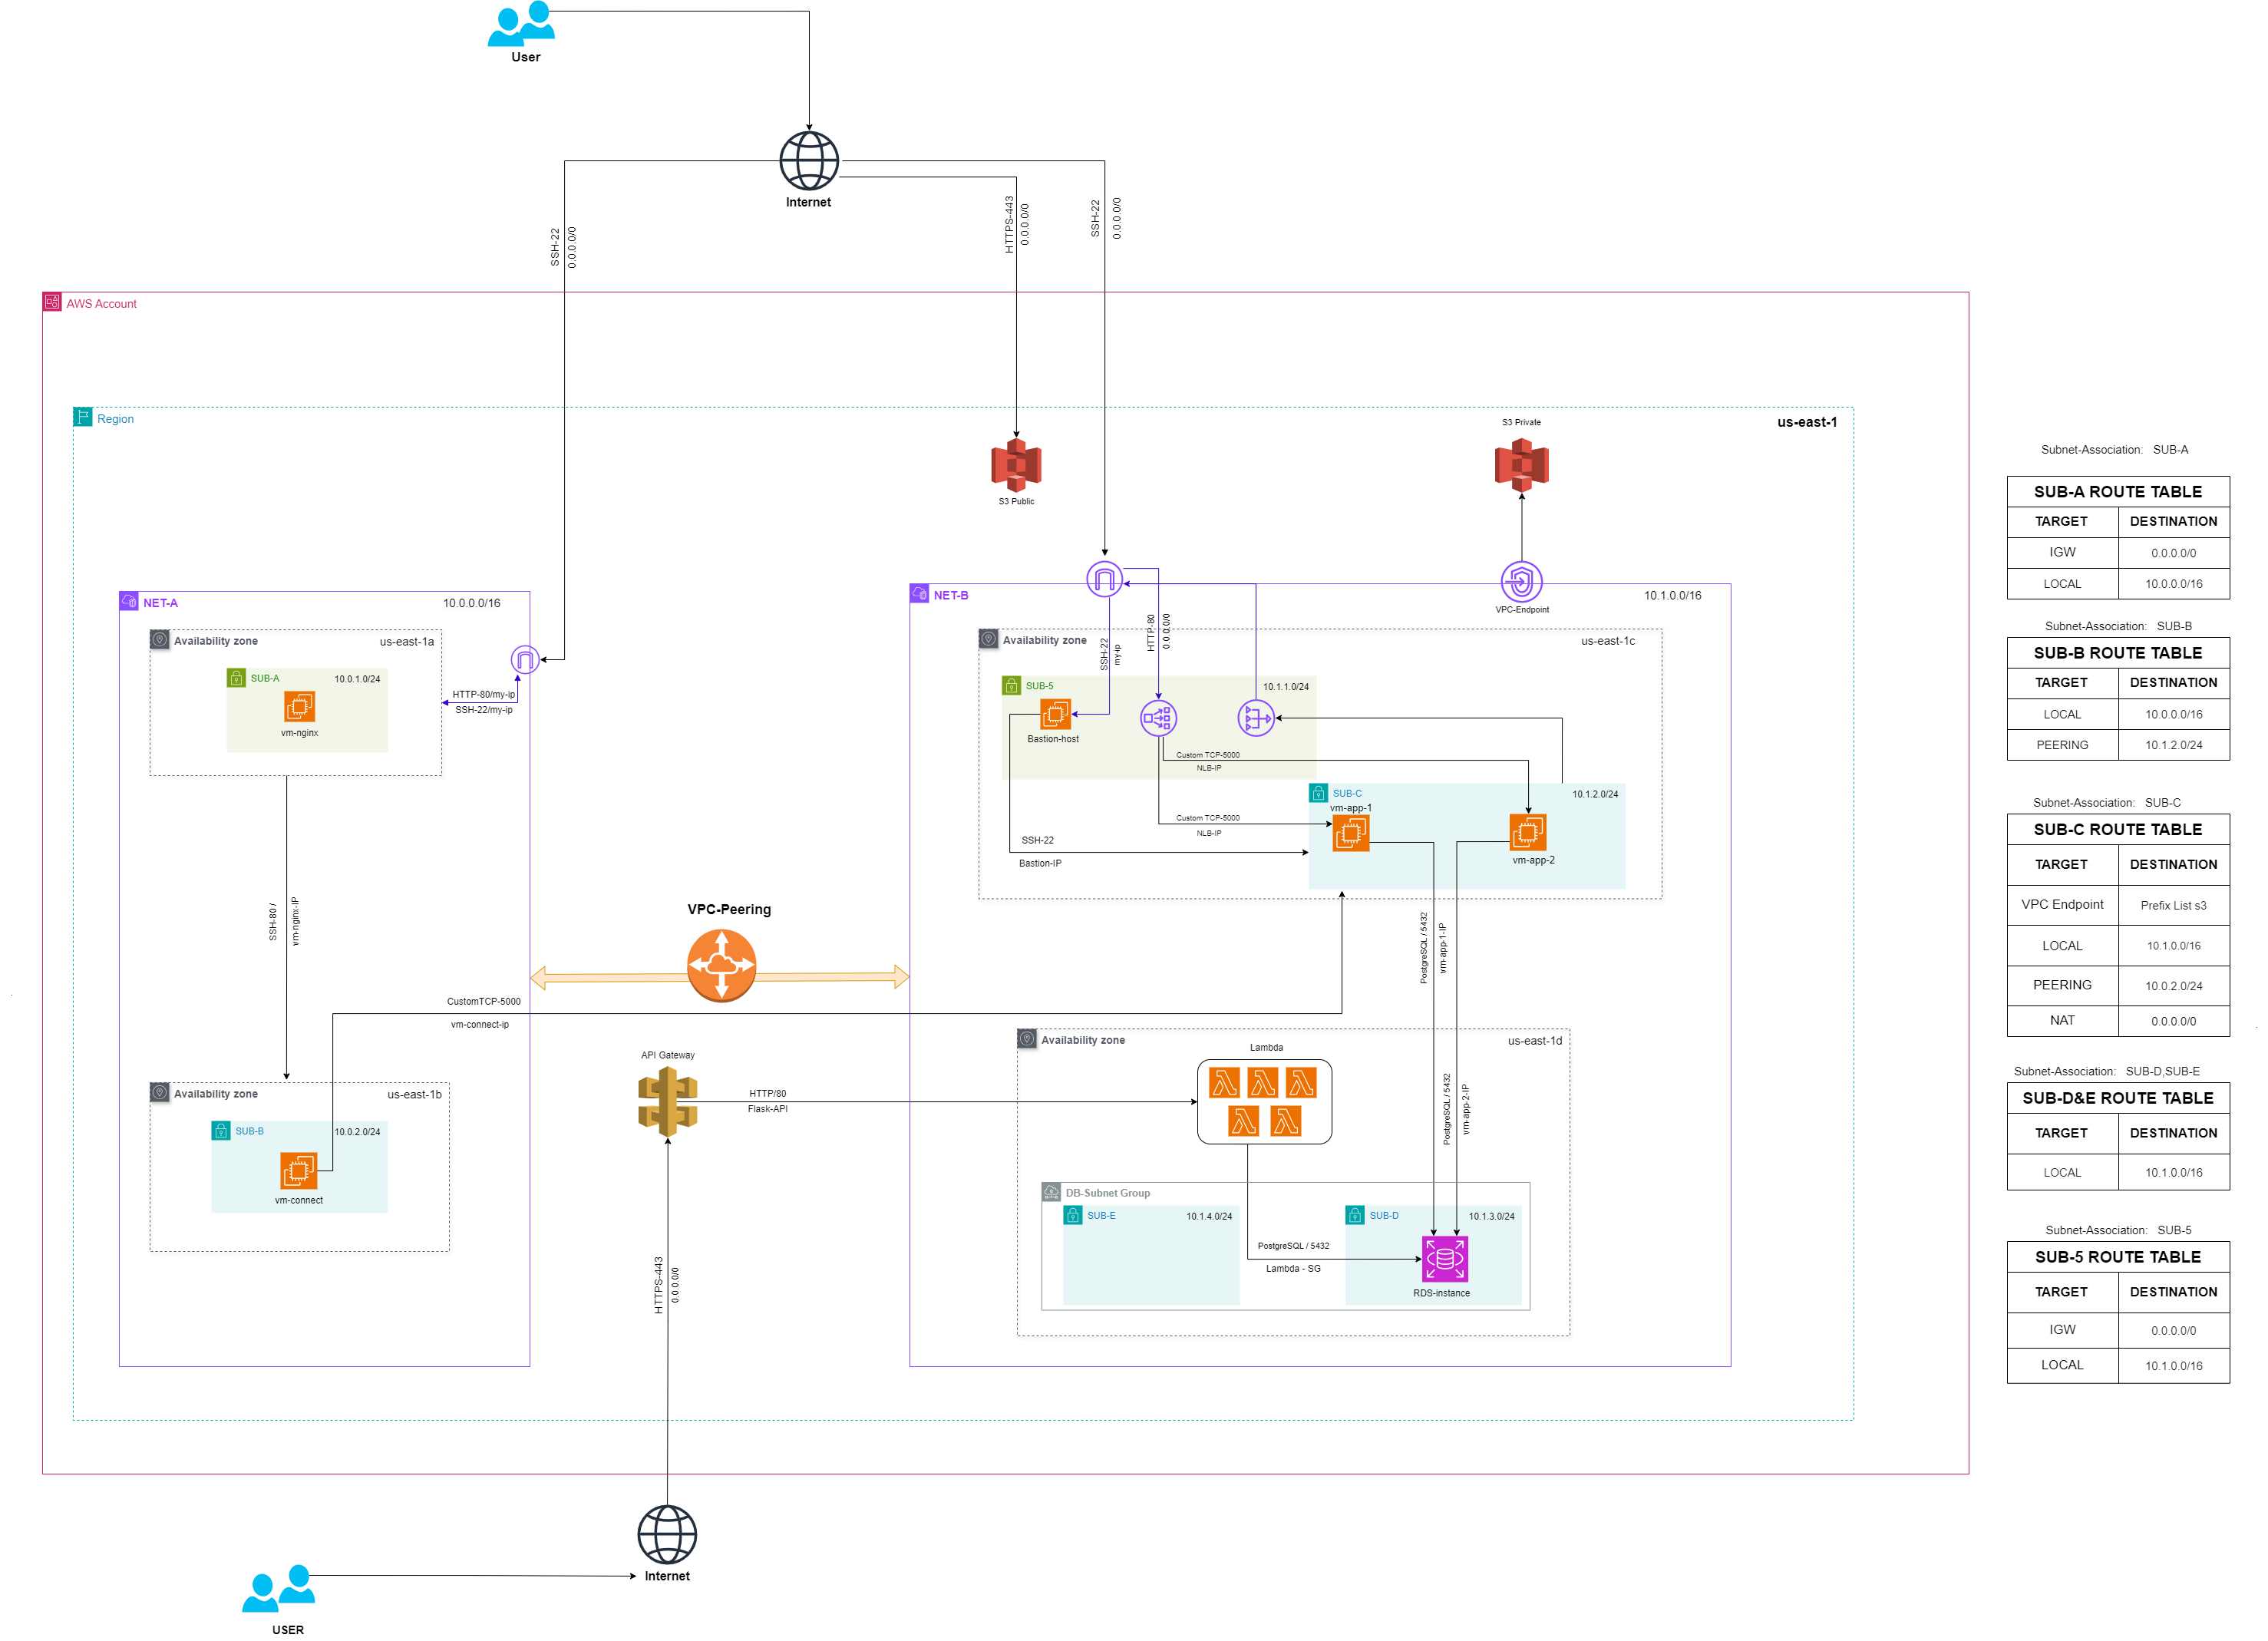 User
Internet
SSH-22
0.0.0.0/0
HTTPS-443
0.0.0.0/0
SSH-22
0.0.0.0/0
AWS Account
Region
us-east-1
S3 Public
S3 Private
VPC-Endpoint
NET-A
10.0.0.0/16
Availability zone
us-east-1a
SUB-A
10.0.1.0/24
vm-nginx
HTTP-80/my-ip
SSH-22/my-ip
SSH-80 /
vm-nginx-IP
Availability zone
us-east-1b
SUB-B
10.0.2.0/24
vm-connect
CustomTCP-5000
vm-connect-ip
VPC-Peering
NET-B
10.1.0.0/16
Availability zone
us-east-1c
SSH-22
my-ip
HTTP-80
0.0.0.0/0
SUB-5
10.1.1.0/24
Bastion-host
Custom TCP-5000
NLB-IP
SUB-C
10.1.2.0/24
vm-app-1
Custom TCP-5000
NLB-IP
SSH-22
Bastion-IP
vm-app-2
PostgreSQL / 5432
vm-app-1-IP
PostgreSQL / 5432
vm-app-2-IP
Availability zone
us-east-1d
Lambda
API Gateway
HTTP/80
Flask-API
DB-Subnet Group
SUB-E
10.1.4.0/24
SUB-D
10.1.3.0/24
PostgreSQL / 5432
Lambda - SG
RDS-instance
HTTPS-443
0.0.0.0/0
Internet
USER
Subnet-Association: SUB-A
SUB-A ROUTE TABLE
TARGET DESTINATION
IGW 0.0.0.0/0
LOCAL 10.0.0.0/16
Subnet-Association: SUB-B
SUB-B ROUTE TABLE
TARGET DESTINATION
LOCAL 10.0.0.0/16
PEERING 10.1.2.0/24
Subnet-Association: SUB-C
SUB-C ROUTE TABLE
TARGET DESTINATION
VPC Endpoint Prefix List s3
LOCAL 10.1.0.0/16
PEERING 10.0.2.0/24
NAT 0.0.0.0/0
Subnet-Association: SUB-D,SUB-E
SUB-D&E ROUTE TABLE
TARGET DESTINATION
LOCAL 10.1.0.0/16
Subnet-Association: SUB-5
SUB-5 ROUTE TABLE
TARGET DESTINATION
IGW 0.0.0.0/0
LOCAL 10.1.0.0/16